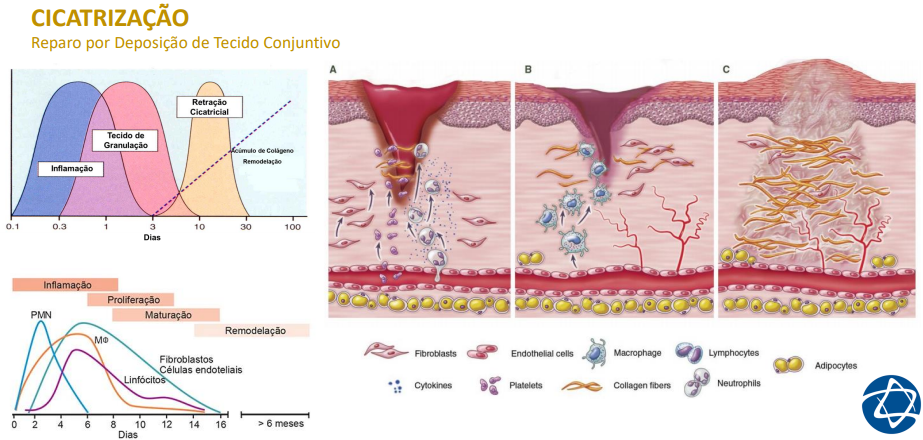 CICATRIZAÇÃO
Reparo por Deposição de Tecido Conjuntivo
Retração
Cicatricial
Tecido de
Granulação
Inflamação
Acúmulo de Colágeno
Remodelação
0.1 0.3 1 3 10 30 100
Dias
Inflamação
Proliferação
Maturação
Remodelação
PMN
MΦ
Fibroblastos
Células endoteliais
Linfócitos
0 2 4 6 8 10 12 14 16
Dias
> 6 meses
A B C
Fibroblasts
Endothelial cells
Macrophage
Lymphocytes
Adipocytes
Cytokines
Platelets
Collagen fibers
Neutrophils